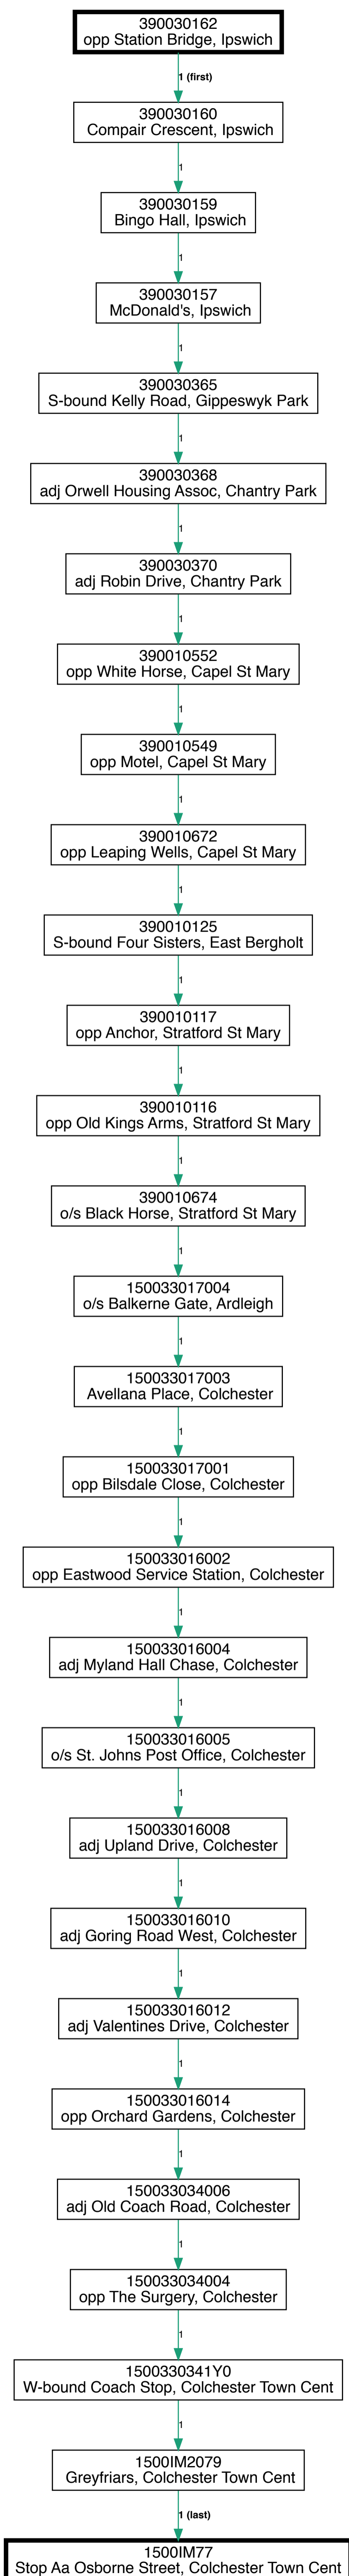 390030162
opp Station Bridge, Ipswich
1 (first)
390030160
Compair Crescent, Ipswich
1
390030159
Bingo Hall, Ipswich
1
390030157
McDonald's, Ipswich
1
390030365
S-bound Kelly Road, Gippeswyk Park
1
390030368
adj Orwell Housing Assoc, Chantry Park
1
390030370
adj Robin Drive, Chantry Park
1
390010552
opp White Horse, Capel St Mary
1
390010549
opp Motel, Capel St Mary
1
390010672
opp Leaping Wells, Capel St Mary
1
390010125
S-bound Four Sisters, East Bergholt
1
390010117
opp Anchor, Stratford St Mary
1
390010116
opp Old Kings Arms, Stratford St Mary
1
390010674
o/s Black Horse, Stratford St Mary
1
150033017004
o/s Balkerne Gate, Ardleigh
1
150033017003
Avellana Place, Colchester
1
150033017001
opp Bilsdale Close, Colchester
1
150033016002
opp Eastwood Service Station, Colchester
1
150033016004
adj Myland Hall Chase, Colchester
1
150033016005
o/s St. Johns Post Office, Colchester
1
150033016008
adj Upland Drive, Colchester
1
150033016010
adj Goring Road West, Colchester
1
150033016012
adj Valentines Drive, Colchester
1
150033016014
opp Orchard Gardens, Colchester
1
150033034006
adj Old Coach Road, Colchester
1
150033034004
opp The Surgery, Colchester
1
1500330341Y0
W-bound Coach Stop, Colchester Town Cent
1
1500IM2079
Greyfriars, Colchester Town Cent
1 (last)
1500IM77
Stop Aa Osborne Street, Colchester Town Cent